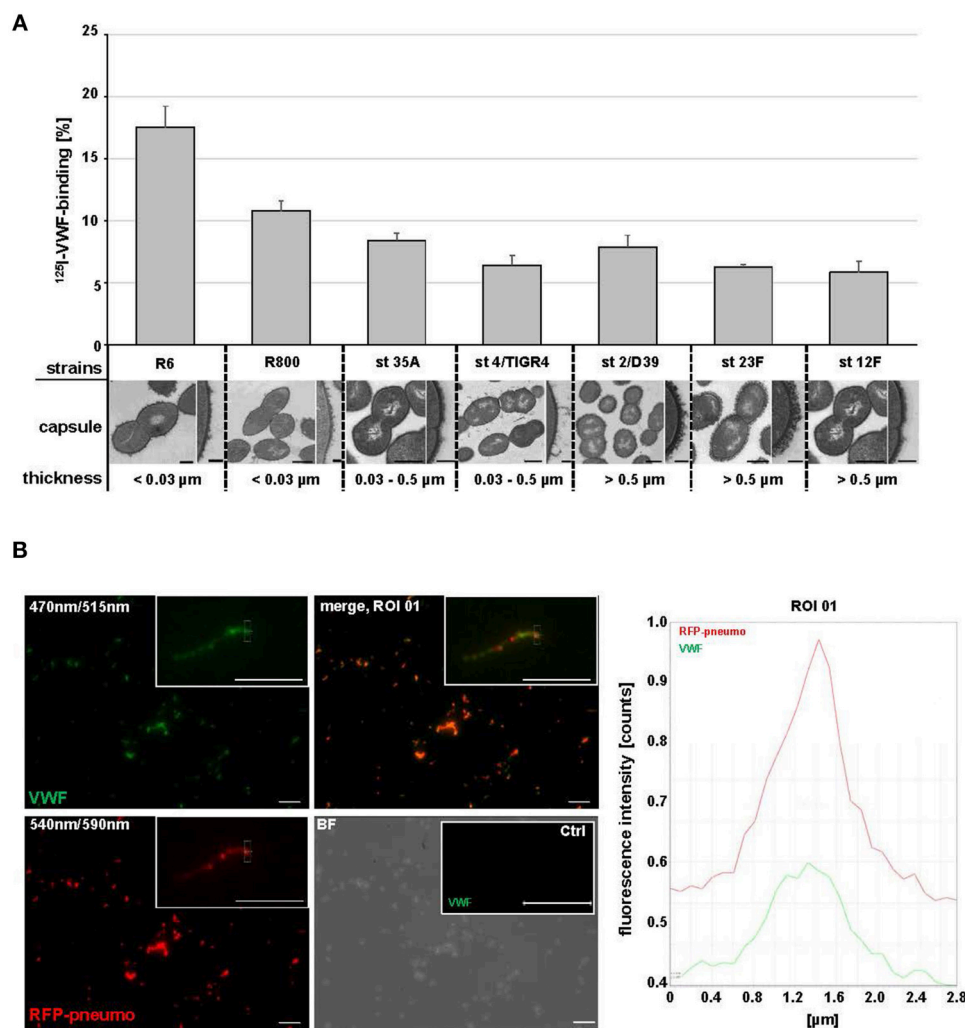 A
25
20
15
10
5
0
¹²⁵I-VWF-binding [%]
strains R6 R800 st 35A st 4/TIGR4 st 2/D39 st 23F st 12F
capsule
thickness < 0.03 µm < 0.03 µm 0.03 - 0.5 µm 0.03 - 0.5 µm > 0.5 µm > 0.5 µm > 0.5 µm
B
470nm/515nm
VWF
merge, ROI 01
540nm/590nm
RFP-pneumo
BF
Ctrl
VWF
ROI 01
RFP-pneumo
VWF
1.0
0.9
0.8
0.7
0.6
0.5
0.4
fluorescence intensity [counts]
0 0.4 0.8 1.2 1.6 2.0 2.4 2.8
[µm]